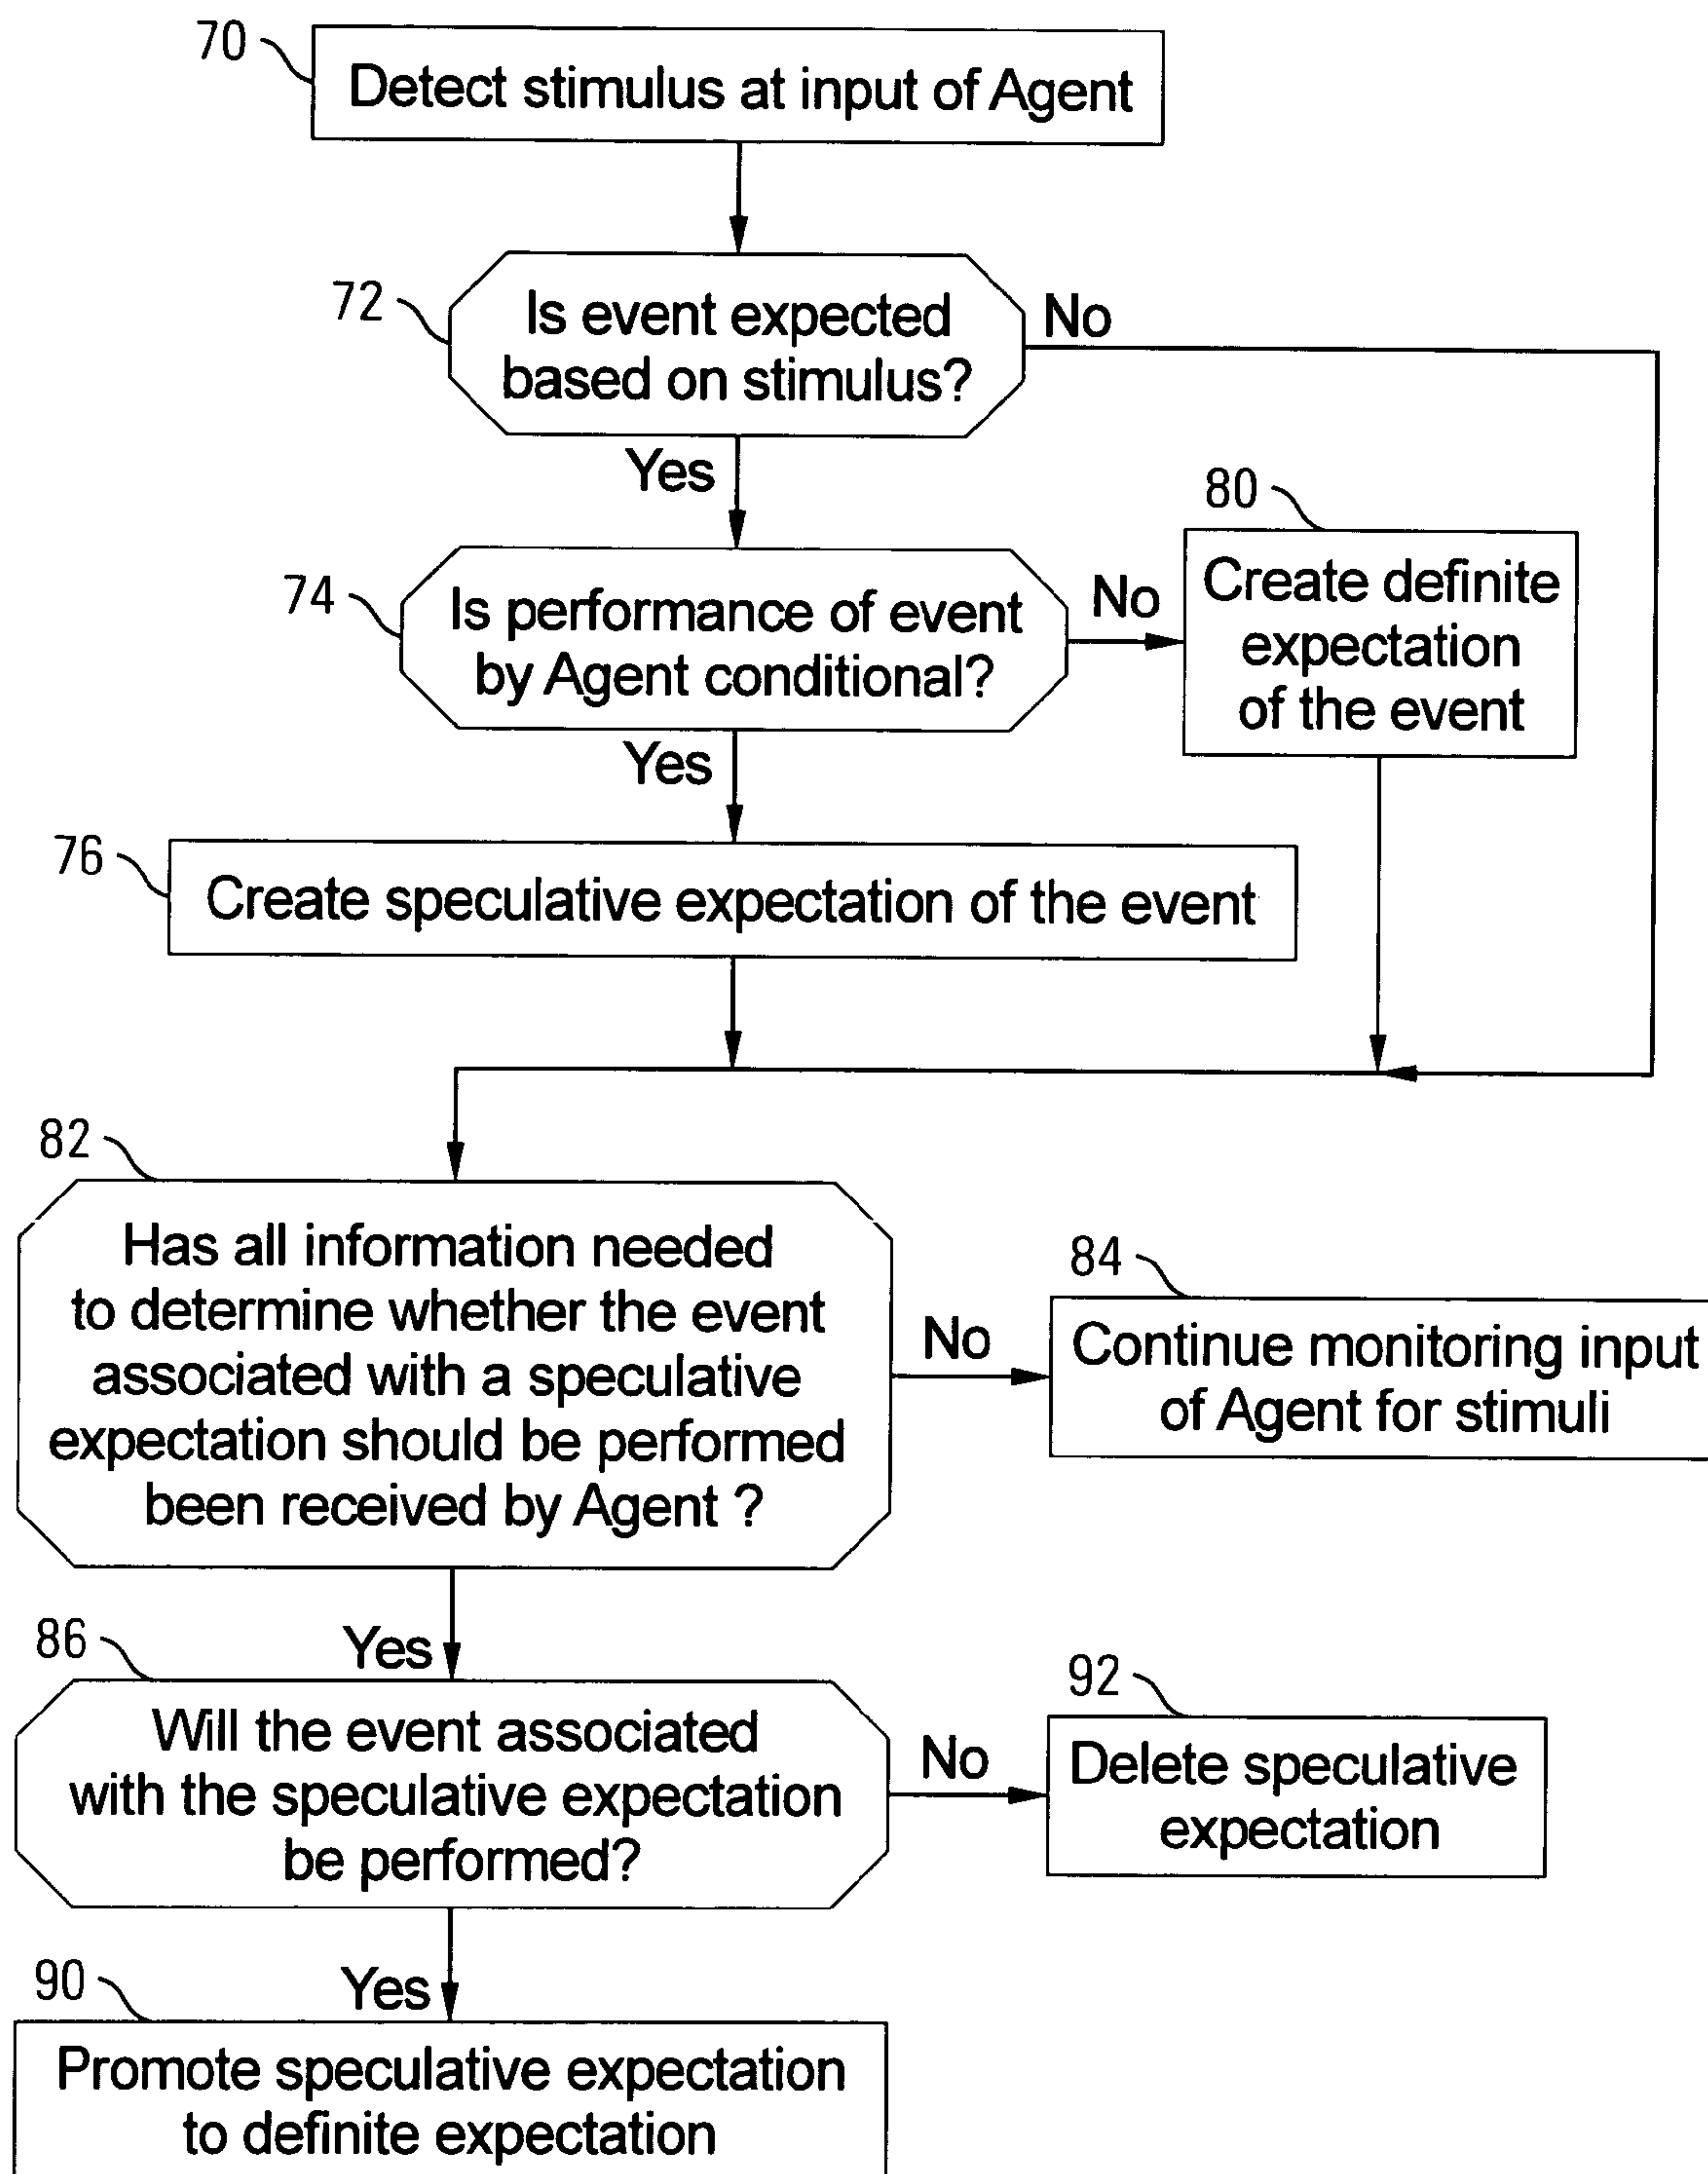 70
Detect stimulus at input of Agent
72
Is event expected
based on stimulus?
No
Yes
80
74
Is performance of event
by Agent conditional?
No
Create definite
expectation
of the event
Yes
76
Create speculative expectation of the event
82
Has all information needed
to determine whether the event
associated with a speculative
expectation should be performed
been received by Agent ?
No
84
Continue monitoring input
of Agent for stimuli
Yes
86
Will the event associated
with the speculative expectation
be performed?
No
92
Delete speculative
expectation
Yes
90
Promote speculative expectation
to definite expectation